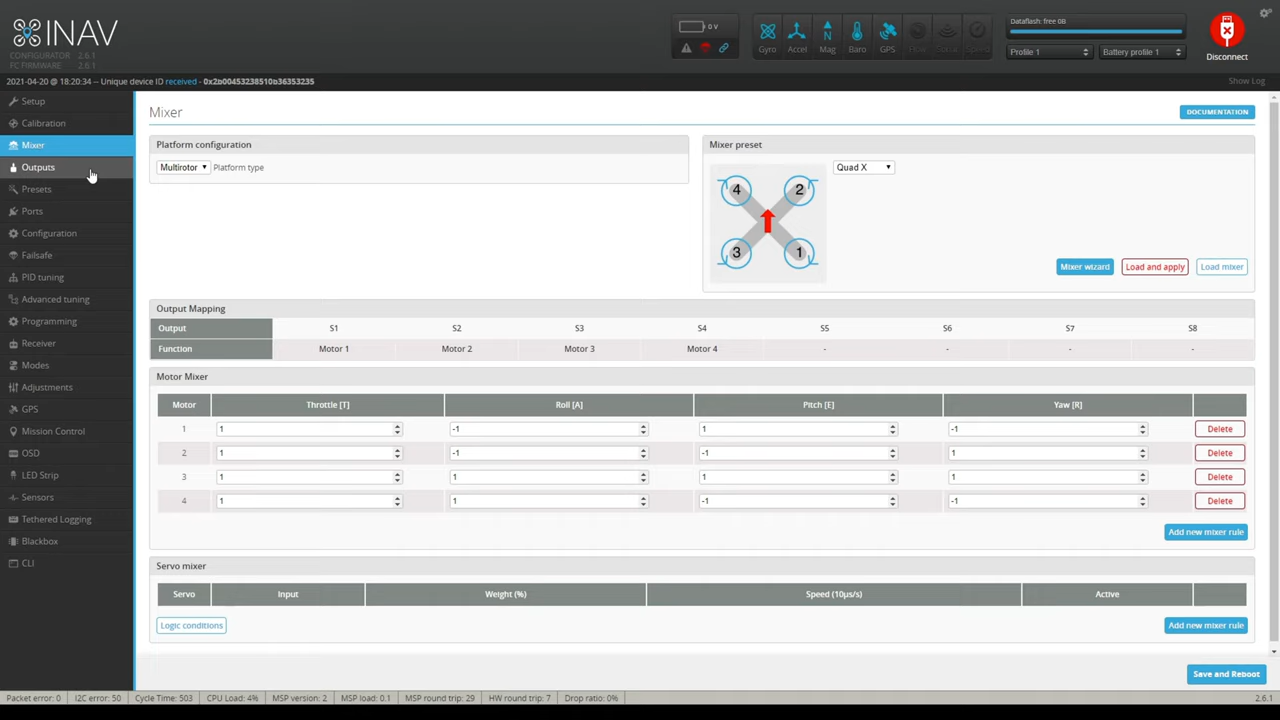 INAV
CONFIGURATOR 2.6.1
FC FIRMWARE 2.6.1
0 V
Gyro
Accel
Mag
Baro
GPS
Speed
Dataflash: free 0B
Profile 1
Battery profile 1
Disconnect
2021-04-20 @ 18:20:34 -- Unique device ID received - 0x2b00453238510b36353235
Show Log
Setup
Calibration
Mixer
Outputs
Presets
Ports
Configuration
Failsafe
PID tuning
Advanced tuning
Programming
Receiver
Modes
Adjustments
GPS
Mission Control
OSD
LED Strip
Sensors
Tethered Logging
Blackbox
CLI
Mixer
DOCUMENTATION
Platform configuration
Multirotor Platform type
Mixer preset
4 2
3 1
Quad X
Mixer wizard Load and apply Load mixer
Output Mapping
Output S1 S2 S3 S4 S5 S6 S7 S8
Function Motor 1 Motor 2 Motor 3 Motor 4 - - - -
Motor Mixer
Motor Throttle [T] Roll [A] Pitch [E] Yaw [R]
1 1 -1 1 -1 Delete
2 1 -1 -1 1 Delete
3 1 1 1 1 Delete
4 1 1 -1 -1 Delete
Add new mixer rule
Servo mixer
Servo Input Weight (%) Speed (10µs/s) Active
Logic conditions
Add new mixer rule
Save and Reboot
Packet error: 0 I2C error: 50 Cycle Time: 503 CPU Load: 4% MSP version: 2 MSP load: 0.1 MSP round trip: 29 HW round trip: 7 Drop ratio: 0% 2.6.1